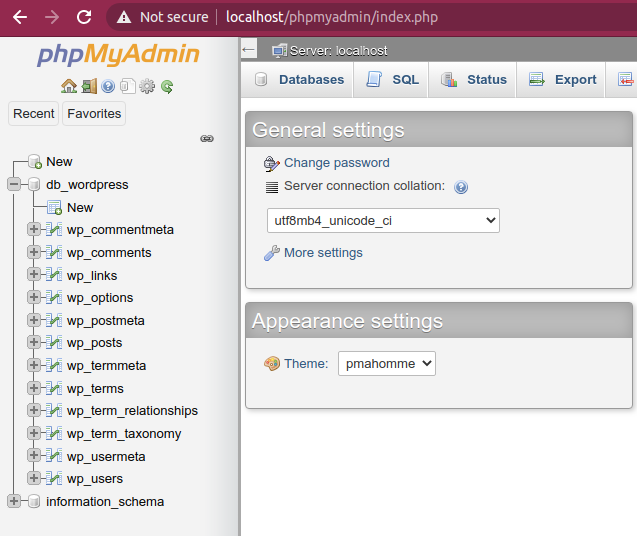 Not secure | localhost/phpmyadmin/index.php
phpMyAdmin
Recent Favorites
New
db_wordpress
New
wp_commentmeta
wp_comments
wp_links
wp_options
wp_postmeta
wp_posts
wp_termmeta
wp_terms
wp_term_relationships
wp_term_taxonomy
wp_usermeta
wp_users
information_schema
Server: localhost
Databases SQL Status Export
General settings
Change password
Server connection collation:
utf8mb4_unicode_ci
More settings
Appearance settings
Theme: pmahomme